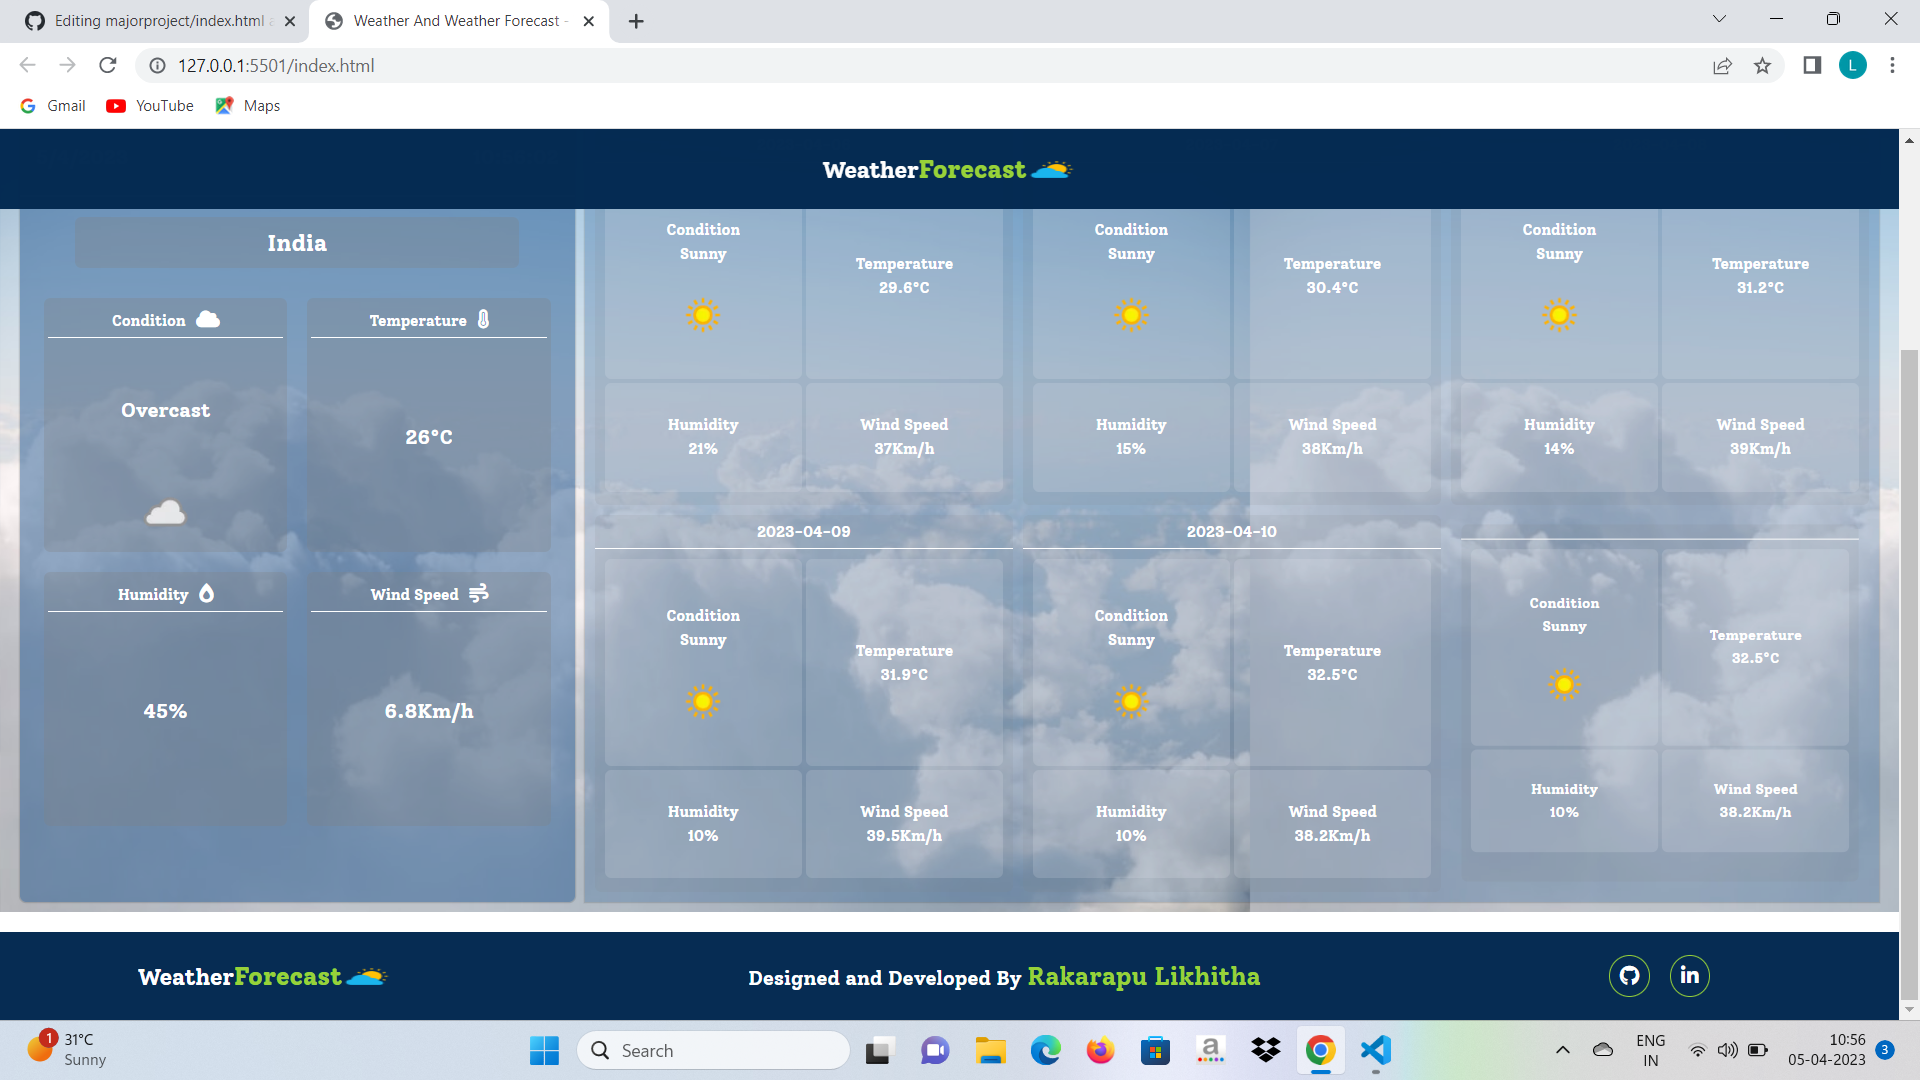 Editing majorproject/index.html
Weather And Weather Forecast -
127.0.0.1:5501/index.html
L
Gmail
YouTube
Maps
WeatherForecast
India
Condition
Overcast
Temperature
26°C
Humidity
45%
Wind Speed
6.8Km/h
Condition
Sunny
Temperature
29.6°C
Humidity
21%
Wind Speed
37Km/h
Condition
Sunny
Temperature
30.4°C
Humidity
15%
Wind Speed
38Km/h
Condition
Sunny
Temperature
31.2°C
Humidity
14%
Wind Speed
39Km/h
2023-04-09
Condition
Sunny
Temperature
31.9°C
Humidity
10%
Wind Speed
39.5Km/h
2023-04-10
Condition
Sunny
Temperature
32.5°C
Humidity
10%
Wind Speed
38.2Km/h
Condition
Sunny
Temperature
32.5°C
Humidity
10%
Wind Speed
38.2Km/h
WeatherForecast
Designed and Developed By Rakarapu Likhitha
in
1
31°C
Sunny
Search
a
ENG
IN
10:56
05-04-2023
3